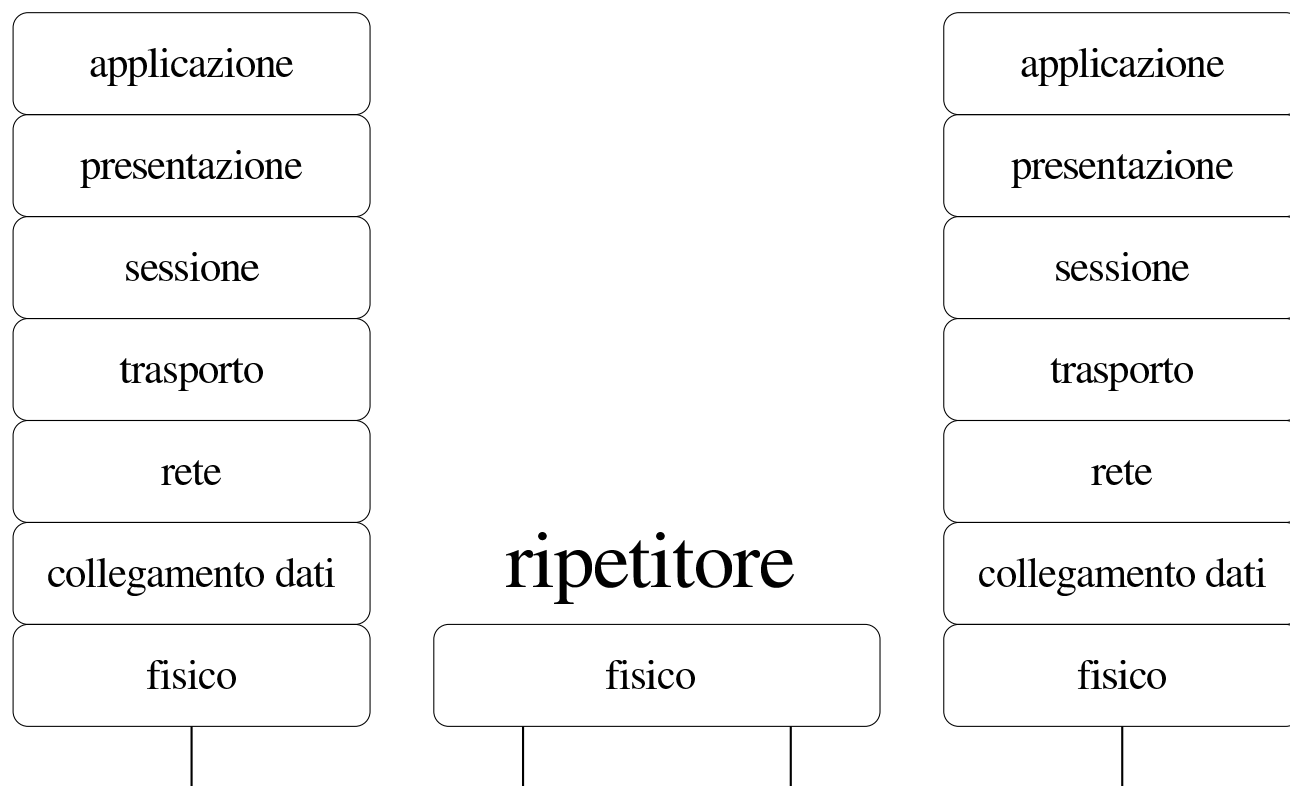 applicazione
presentazione
sessione
trasporto
rete
collegamento dati
fisico
ripetitore
fisico
applicazione
presentazione
sessione
trasporto
rete
collegamento dati
fisico